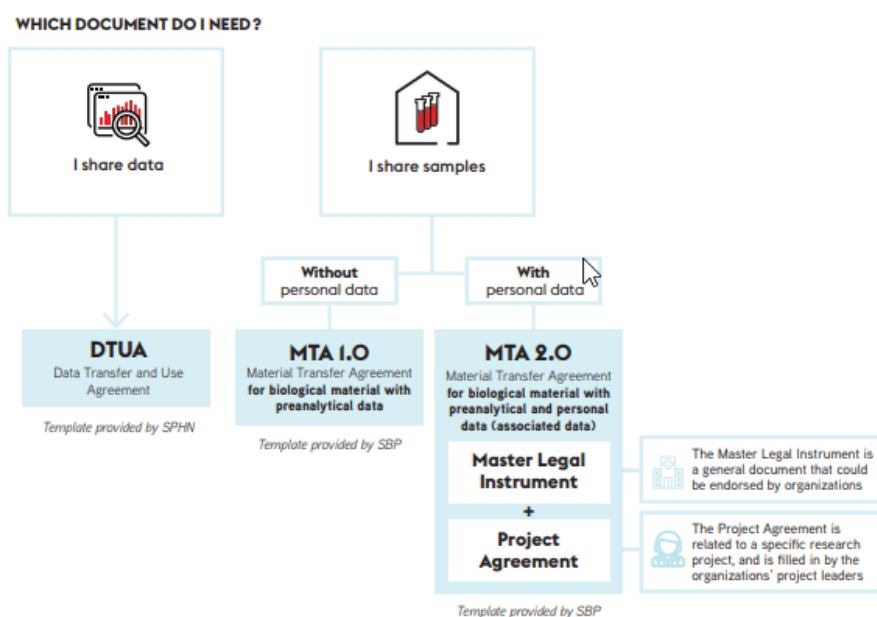 WHICH DOCUMENT DO I NEED?
I share data
I share samples
Without
personal data
With
personal data
DTUA
Data Transfer and Use
Agreement
Template provided by SPHN
MTA 1.0
Material Transfer Agreement
for biological material with
preanalytical data
Template provided by SBP
MTA 2.0
Material Transfer Agreement
for biological material with
preanalytical and personal
data (associated data)
Master Legal
Instrument
+
Project
Agreement
Template provided by SBP
The Master Legal Instrument is
a general document that could
be endorsed by organizations
The Project Agreement is
related to a specific research
project, and is filled in by the
organizations' project leaders